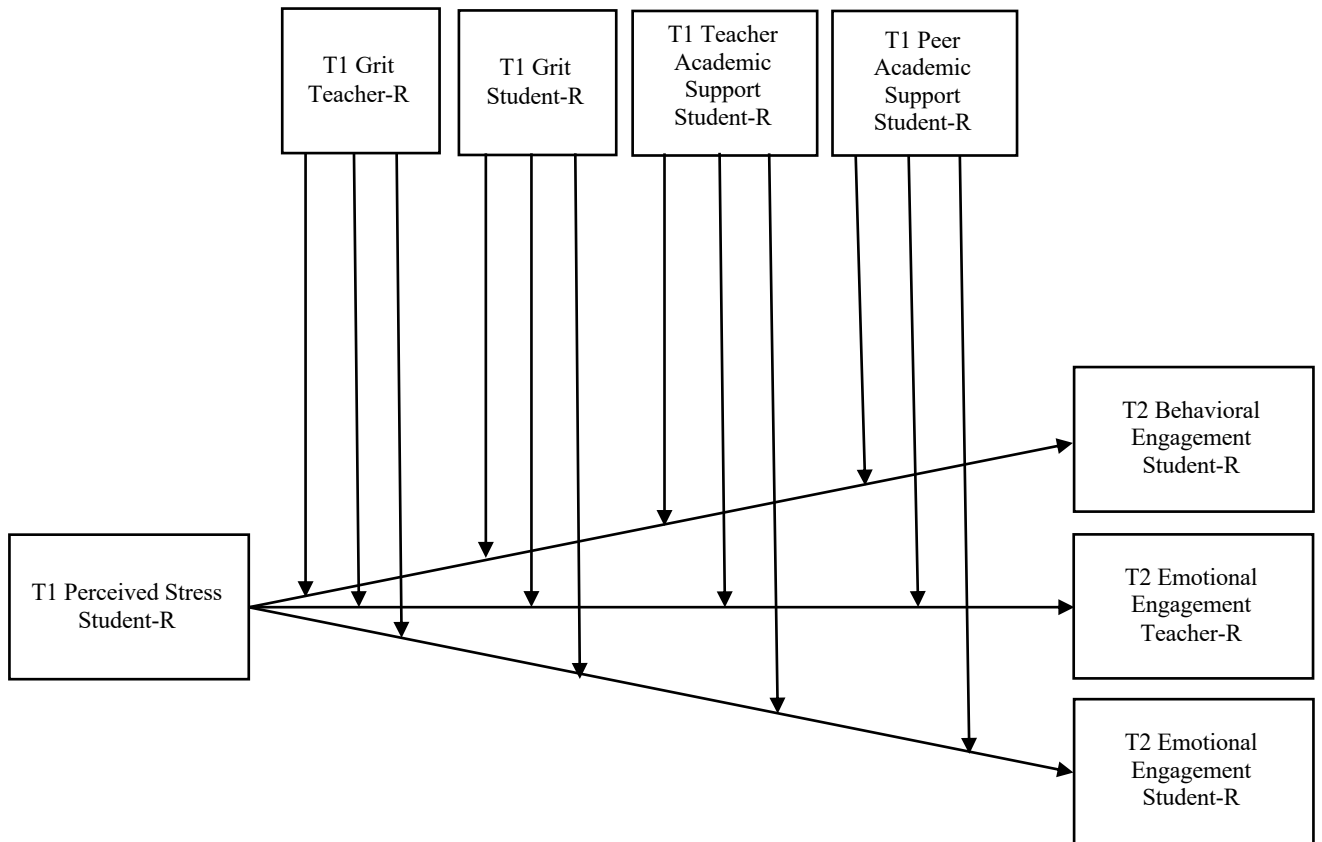 T1 Grit
Teacher-R
T1 Grit
Student-R
T1 Teacher
Academic
Support
Student-R
T1 Peer
Academic
Support
Student-R
T2 Behavioral
Engagement
Student-R
T1 Perceived Stress
Student-R
T2 Emotional
Engagement
Teacher-R
T2 Emotional
Engagement
Student-R